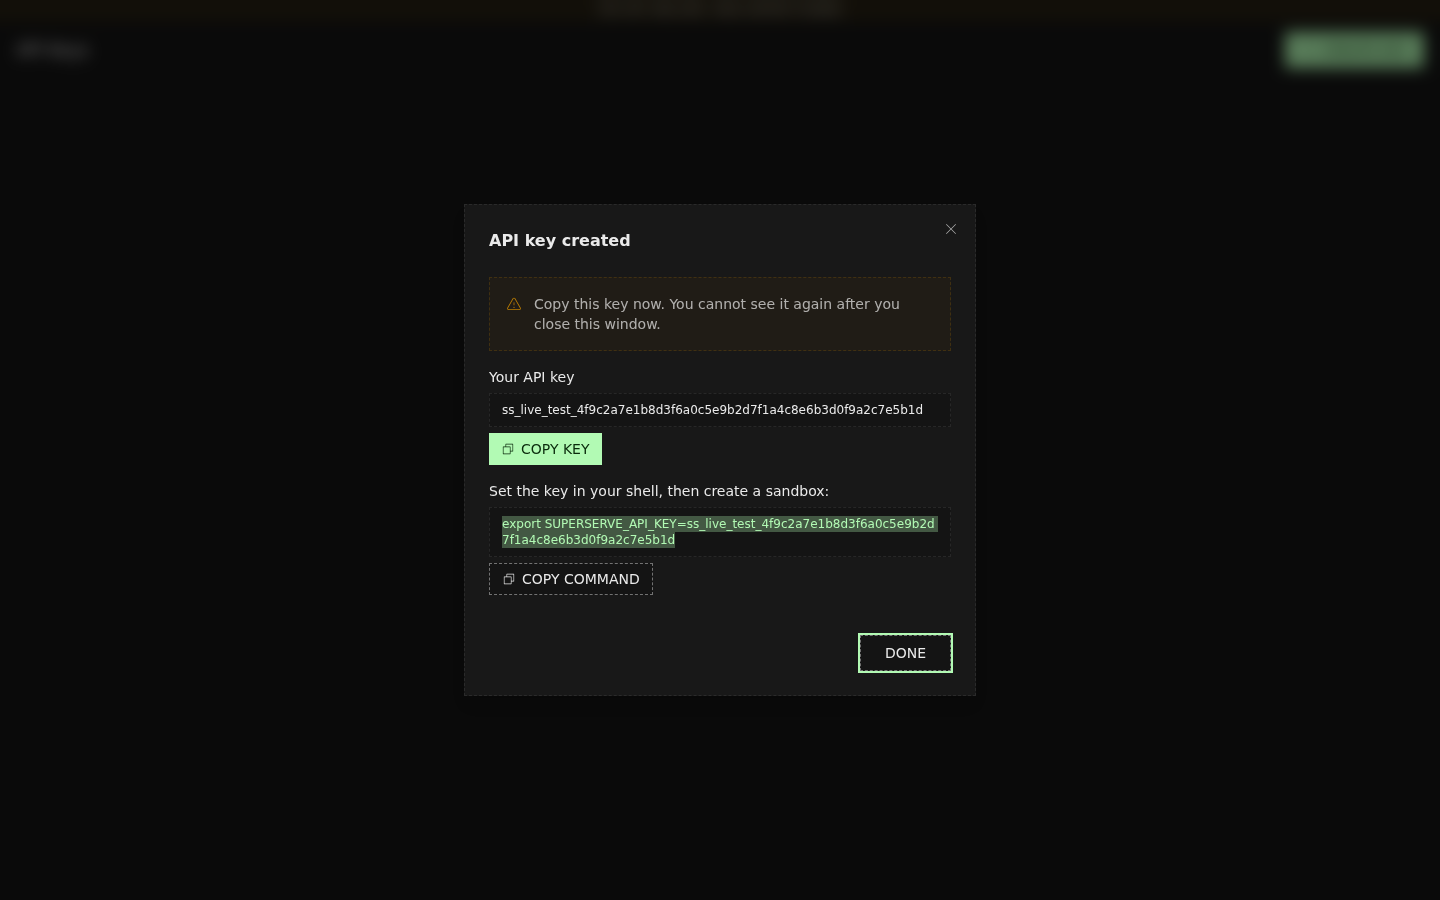 API key created
Copy this key now. You cannot see it again after you
close this window.
Your API key
ss_live_test_4f9c2a7e1b8d3f6a0c5e9b2d7f1a4c8e6b3d0f9a2c7e5b1d
COPY KEY
Set the key in your shell, then create a sandbox:
export SUPERSERVE_API_KEY=ss_live_test_4f9c2a7e1b8d3f6a0c5e9b2d
7f1a4c8e6b3d0f9a2c7e5b1d
COPY COMMAND
DONE